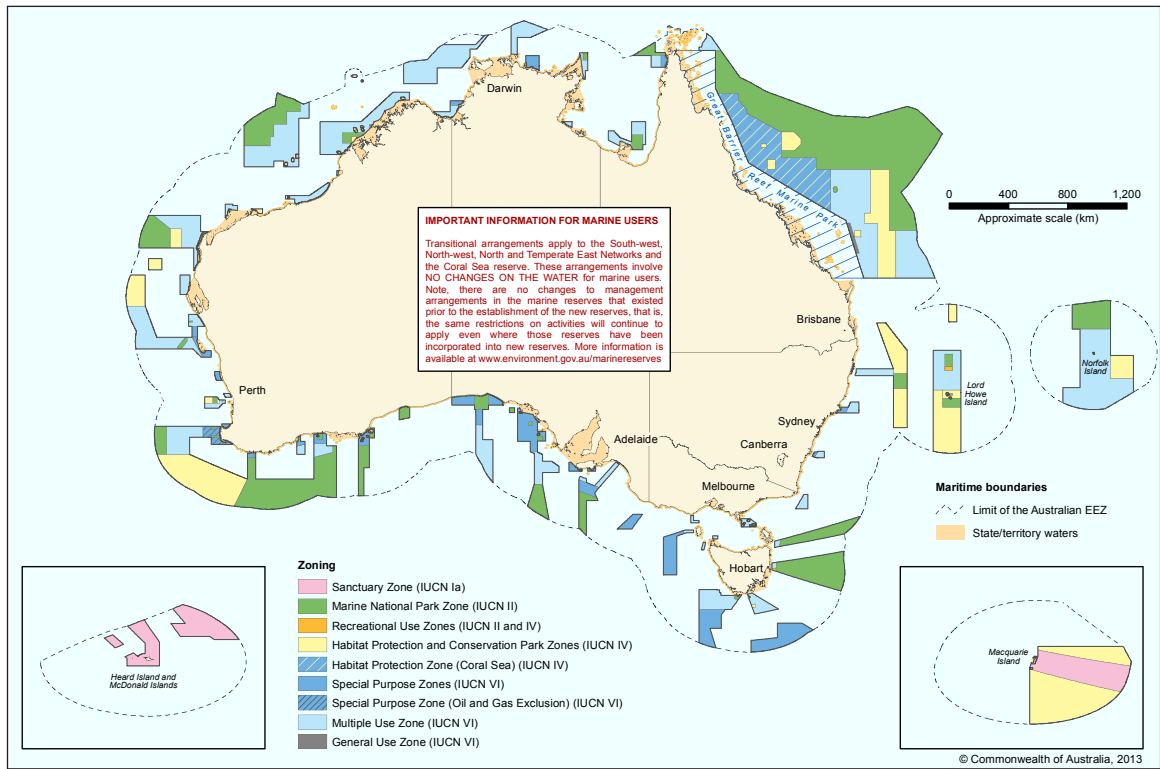 Darwin
Great Barrier
Reef Marine Park
0 400 800 1,200
Approximate scale (km)
IMPORTANT INFORMATION FOR MARINE USERS
Transitional arrangements apply to the South-west,
North-west, North and Temperate East Networks and
the Coral Sea reserve. These arrangements involve
NO CHANGES ON THE WATER for marine users.
Note, there are no changes to management
arrangements in the marine reserves that existed
prior to the establishment of the new reserves, that is,
the same restrictions on activities will continue to
apply even where those reserves have been
incorporated into new reserves. More information is
available at www.environment.gov.au/marinereserves
Brisbane
Norfolk
Island
Lord
Howe
Island
Perth
Sydney
Adelaide
Canberra
Melbourne
Hobart
Maritime boundaries
Limit of the Australian EEZ
State/territory waters
Zoning
Sanctuary Zone (IUCN Ia)
Marine National Park Zone (IUCN II)
Recreational Use Zones (IUCN II and IV)
Habitat Protection and Conservation Park Zones (IUCN IV)
Habitat Protection Zone (Coral Sea) (IUCN IV)
Special Purpose Zones (IUCN VI)
Special Purpose Zone (Oil and Gas Exclusion) (IUCN VI)
Multiple Use Zone (IUCN VI)
General Use Zone (IUCN VI)
Heard Island and
McDonald Islands
Macquarie
Island
© Commonwealth of Australia, 2013